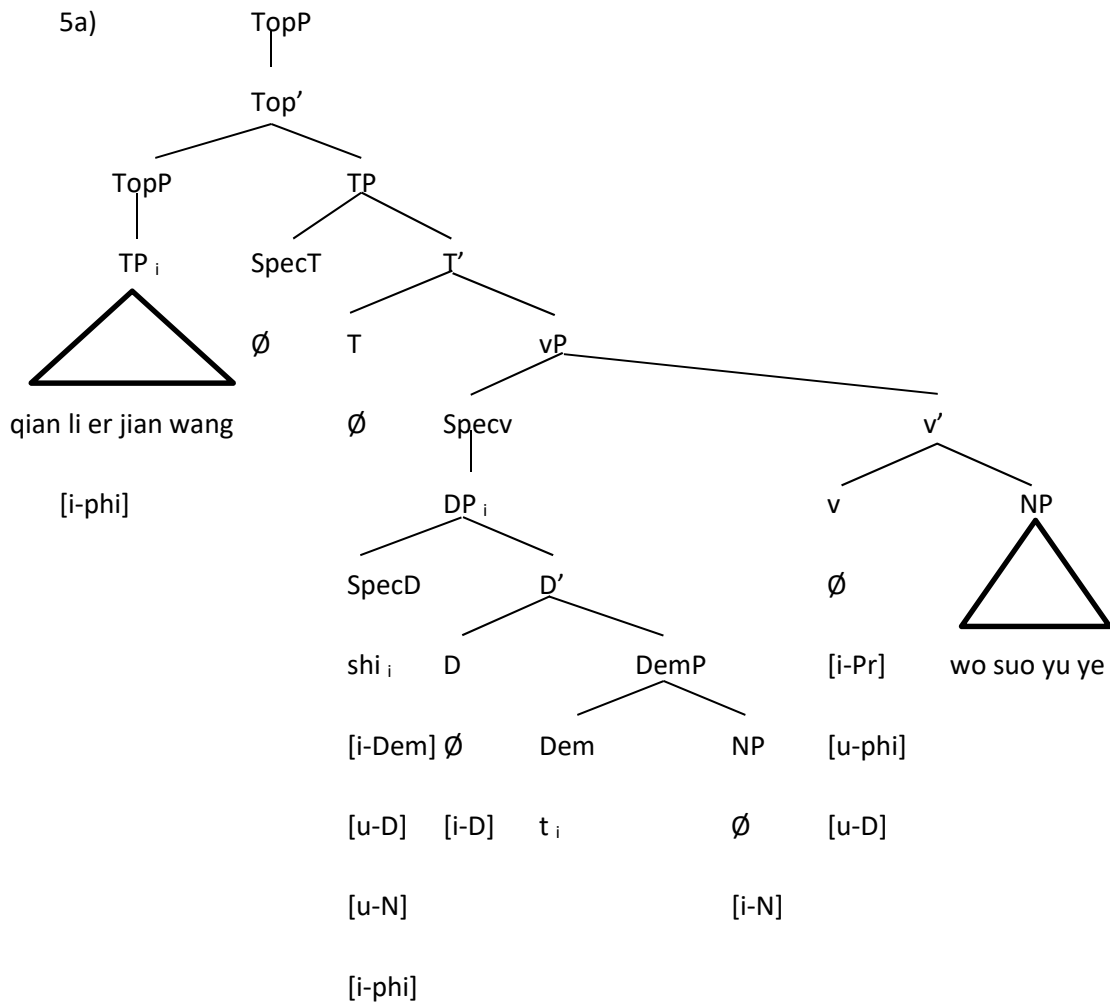 5a) TopP
Top’
TopP TP
TP i SpecT T’
Ø T vP
qian li er jian wang Ø Specv v’
[i-phi] DP i v NP
SpecD D’ Ø
shi i D DemP [i-Pr] wo suo yu ye
[i-Dem] Ø Dem NP [u-phi]
[u-D] [i-D] t i Ø [u-D]
[u-N] [i-N]
[i-phi]